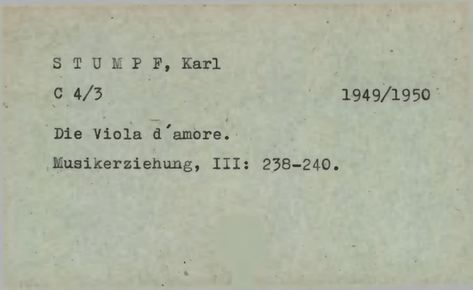 S T U M P F, Karl
C 4/3 1949/1950
Die Viola d´amore.
Musikerziehung, III: 238-240.